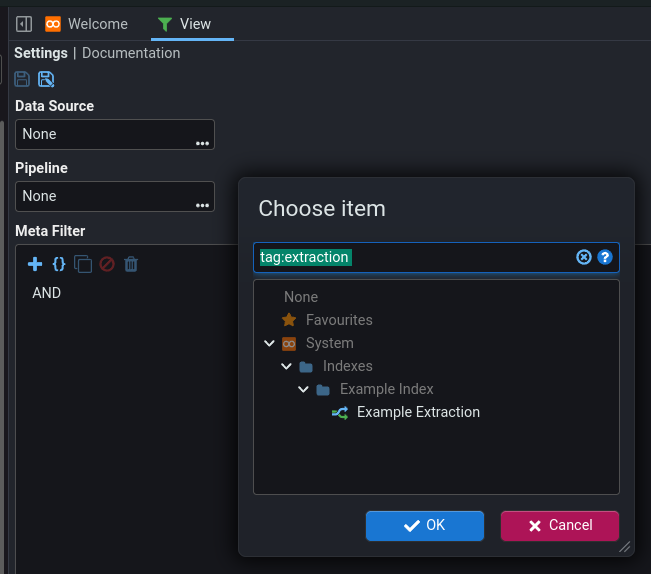 Welcome
View
Settings | Documentation
Data Source
None
...
Pipeline
None
...
Meta Filter
{}
AND
Choose item
tag:extraction
?
None
Favourites
System
Indexes
Example Index
Example Extraction
OK
Cancel